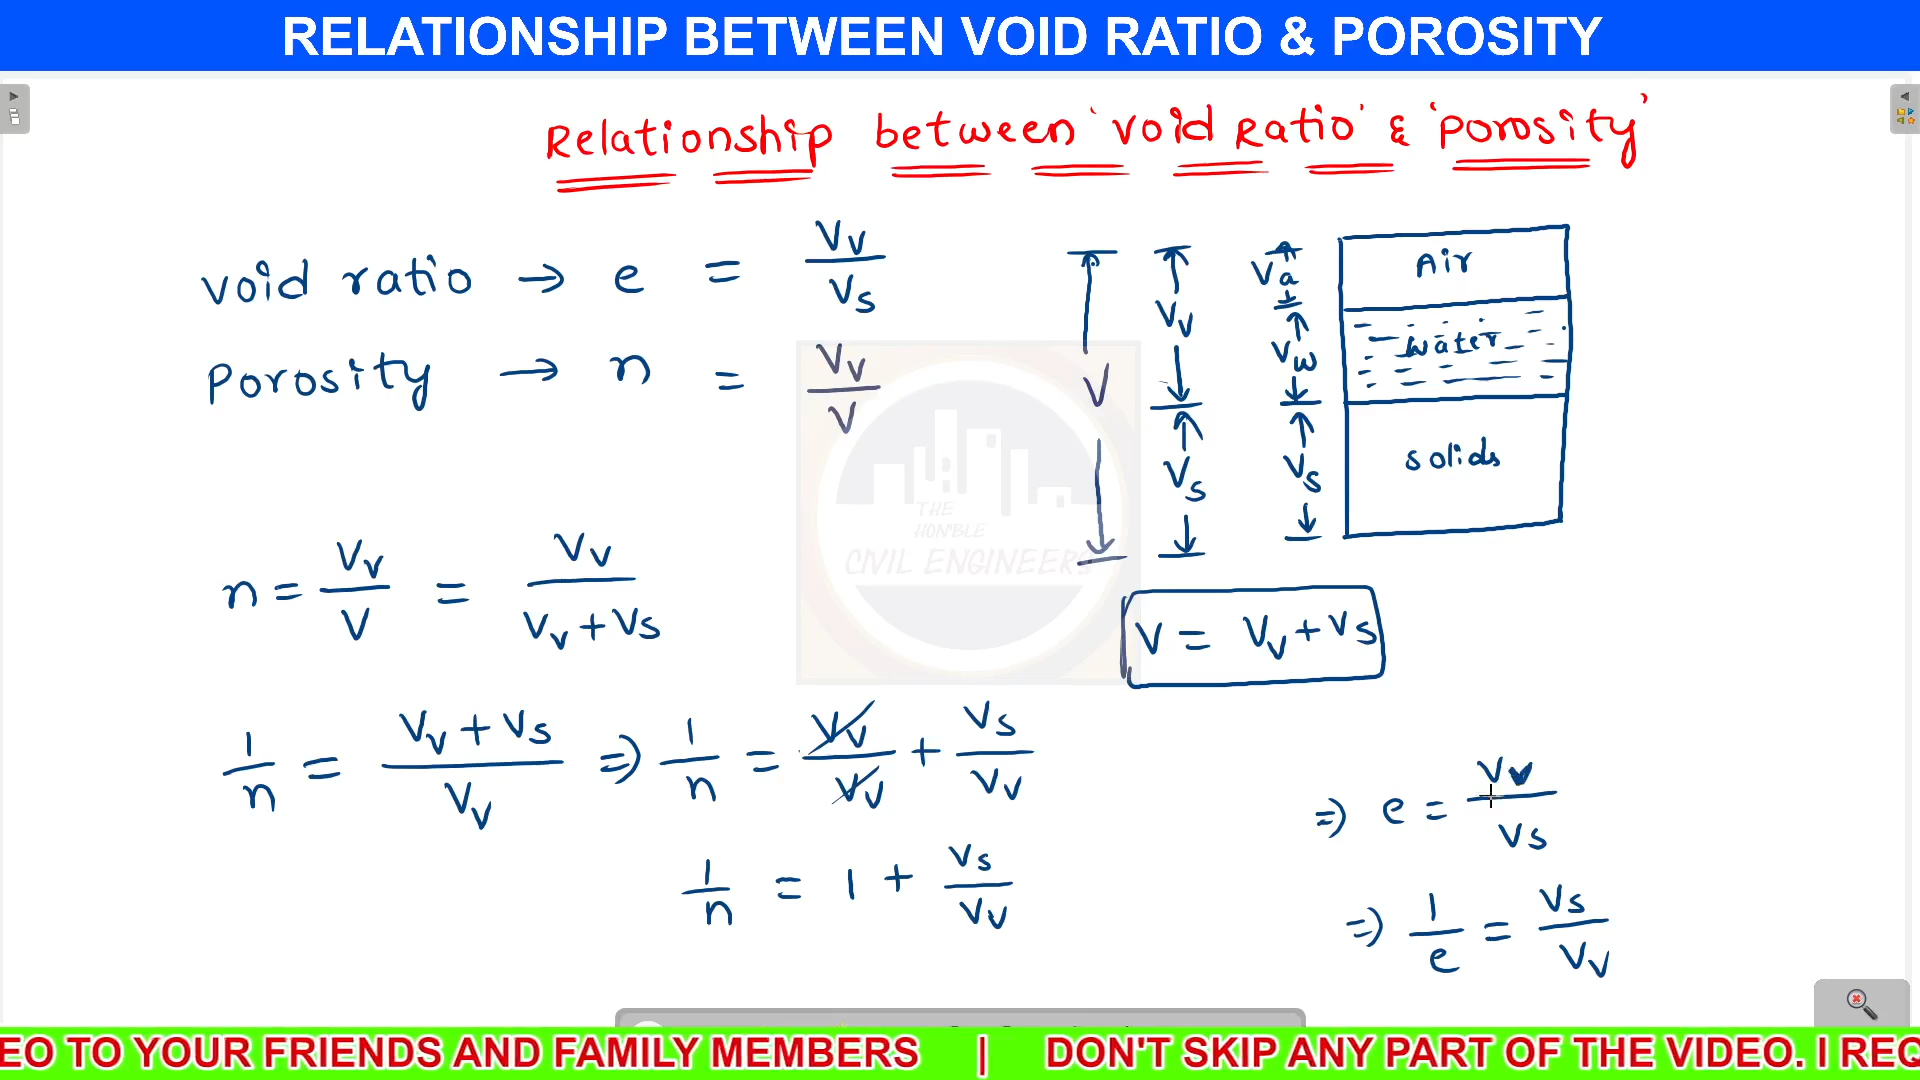 RELATIONSHIP BETWEEN VOID RATIO & POROSITY
Relationship between 'void Ratio' & 'Porosity'
void ratio → e = Vv/Vs
Porosity → n = Vv/V
V
Vv
Vs
Va
Vw
Vs
Air
water
solids
THE
HON'BLE
CIVIL ENGINEERS
n = Vv/V = Vv/(Vv + Vs)
V = Vv + Vs
1/n = (Vv + Vs)/Vv ⇒ 1/n = Vv/Vv + Vs/Vv
⇒ e = Vv/Vs
1/n = 1 + Vs/Vv
⇒ 1/e = Vs/Vv
EO TO YOUR FRIENDS AND FAMILY MEMBERS | DON'T SKIP ANY PART OF THE VIDEO. I REQ